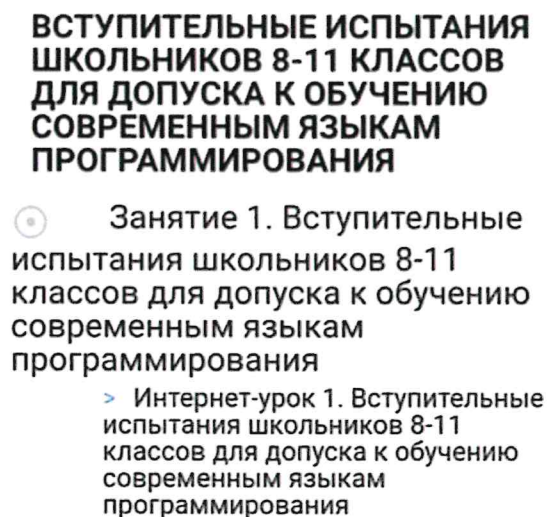 ВСТУПИТЕЛЬНЫЕ ИСПЫТАНИЯ
ШКОЛЬНИКОВ 8-11 КЛАССОВ
ДЛЯ ДОПУСКА К ОБУЧЕНИЮ
СОВРЕМЕННЫМ ЯЗЫКАМ
ПРОГРАММИРОВАНИЯ
Занятие 1. Вступительные
испытания школьников 8-11
классов для допуска к обучению
современным языкам
программирования
> Интернет-урок 1. Вступительные
испытания школьников 8-11
классов для допуска к обучению
современным языкам
программирования